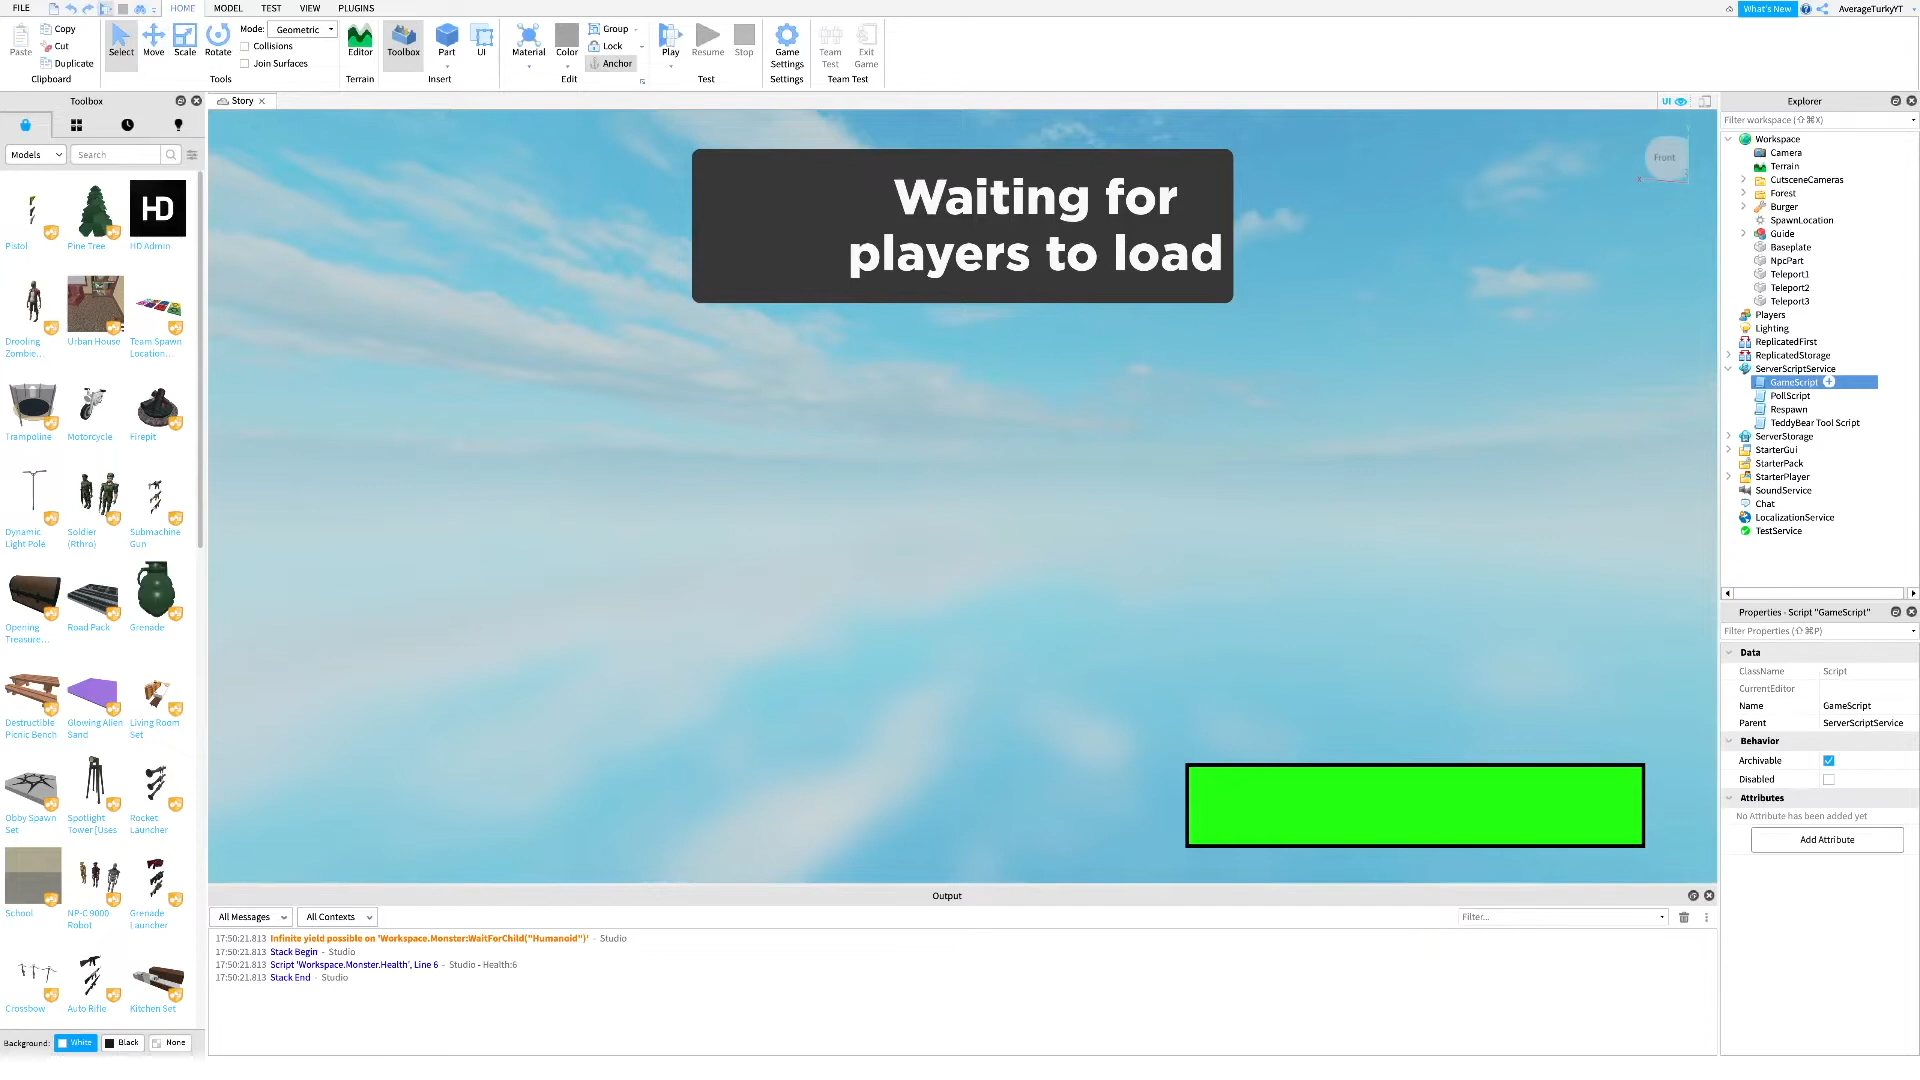 FILE
HOME
MODEL
TEST
VIEW
PLUGINS
What's New
AverageTurkyYT
Paste
Copy
Cut
Duplicate
Clipboard
Select
Move
Scale
Rotate
Mode:
Geometric
Collisions
Join Surfaces
Tools
Editor
Terrain
Toolbox
Part
UI
Insert
Material
Color
Group
Lock
Anchor
Edit
Play
Resume
Stop
Test
Game
Settings
Settings
Team
Test
Exit
Game
Team Test
Toolbox
Models
Search
Pistol
Pine Tree
HD
HD Admin
Drooling
Zombie...
Urban House
Team Spawn
Location...
Trampoline
Motorcycle
Firepit
Dynamic
Light Pole
Soldier
(Rthro)
Submachine
Gun
Opening
Treasure...
Road Pack
Grenade
Destructible
Picnic Bench
Glowing Alien
Sand
Living Room
Set
Obby Spawn
Set
Spotlight
Tower [Uses
Rocket
Launcher
School
NP-C 9000
Robot
Grenade
Launcher
Crossbow
Auto Rifle
Kitchen Set
Background:
White
Black
None
Story
UI
Waiting for
players to load
Front
Output
All Messages
All Contexts
Filter...
17:50:21.813 Infinite yield possible on 'Workspace.Monster:WaitForChild("Humanoid")' - Studio
17:50:21.813 Stack Begin - Studio
17:50:21.813 Script 'Workspace.Monster.Health', Line 6 - Studio - Health:6
17:50:21.813 Stack End - Studio
Explorer
Filter workspace (⇧⌘X)
Workspace
Camera
Terrain
CutsceneCameras
Forest
Burger
SpawnLocation
Guide
Baseplate
NpcPart
Teleport1
Teleport2
Teleport3
Players
Lighting
ReplicatedFirst
ReplicatedStorage
ServerScriptService
GameScript
PollScript
Respawn
TeddyBear Tool Script
ServerStorage
StarterGui
StarterPack
StarterPlayer
SoundService
Chat
LocalizationService
TestService
Properties - Script "GameScript"
Filter Properties (⇧⌘P)
Data
ClassName Script
CurrentEditor
Name GameScript
Parent ServerScriptService
Behavior
Archivable
Disabled
Attributes
No Attribute has been added yet
Add Attribute